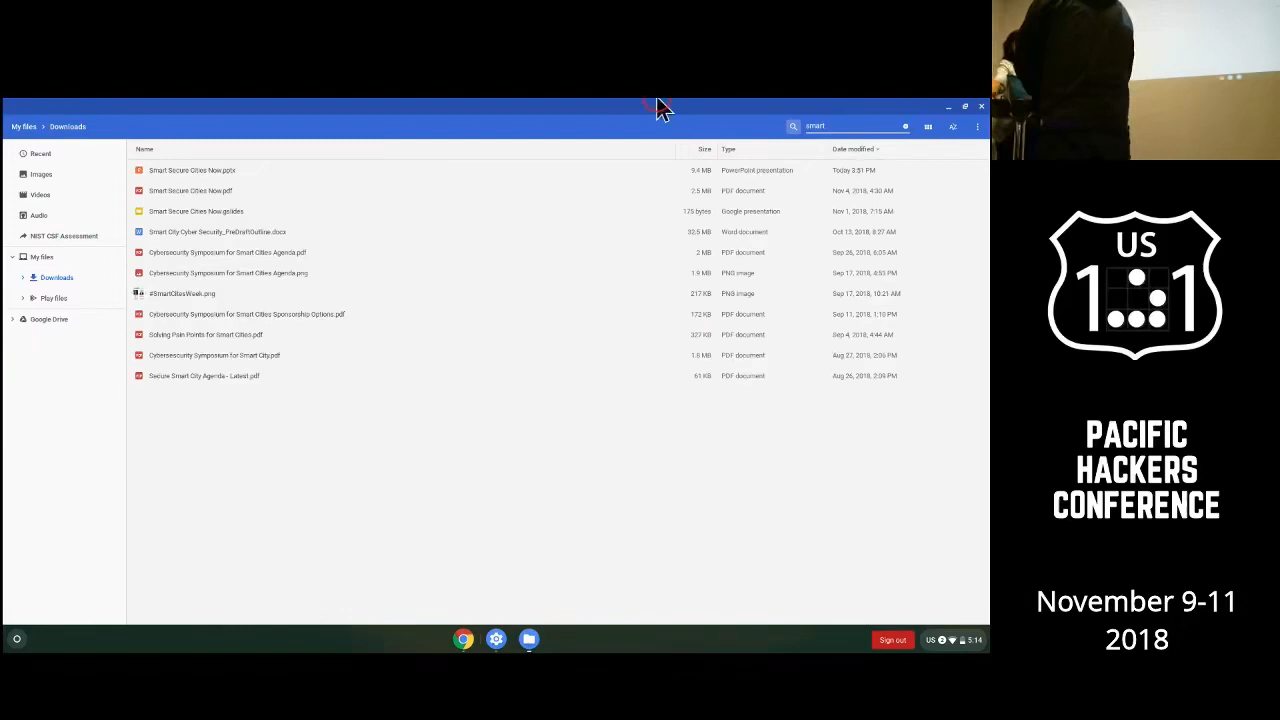 My files > Downloads
smart
Name Size Type Date modified
Recent
Images
Videos
Audio
NIST CSF Assessment
My files
Downloads
Play files
Google Drive
Smart Secure Cities Now.pptx 9.4 MB PowerPoint presentation Today 3:51 PM
Smart Secure Cities Now.pdf 2.5 MB PDF document Nov 4, 2018, 4:30 AM
Smart Secure Cities Now.gslides 175 bytes Google presentation Nov 1, 2018, 7:15 AM
Smart City Cyber Security_PreDraftOutline.docx 32.5 MB Word document Oct 13, 2018, 8:27 AM
Cybersecurity Symposium for Smart Cities Agenda.pdf 2 MB PDF document Sep 26, 2018, 6:05 AM
Cybersecurity Symposium for Smart Cities Agenda.png 1.9 MB PNG image Sep 17, 2018, 4:53 PM
#SmartCitesWeek.png 217 KB PNG image Sep 17, 2018, 10:21 AM
Cybersecurity Symposium for Smart Cities Sponsorship Options.pdf 172 KB PDF document Sep 11, 2018, 1:10 PM
Solving Pain Points for Smart Cities.pdf 327 KB PDF document Sep 4, 2018, 4:44 AM
Cybersecurity Symposium for Smart City.pdf 1.8 MB PDF document Aug 27, 2018, 2:06 PM
Secure Smart City Agenda - Latest.pdf 61 KB PDF document Aug 26, 2018, 2:09 PM
Sign out
US 2 5:14
US
1 1
PACIFIC
HACKERS
CONFERENCE
November 9-11
2018